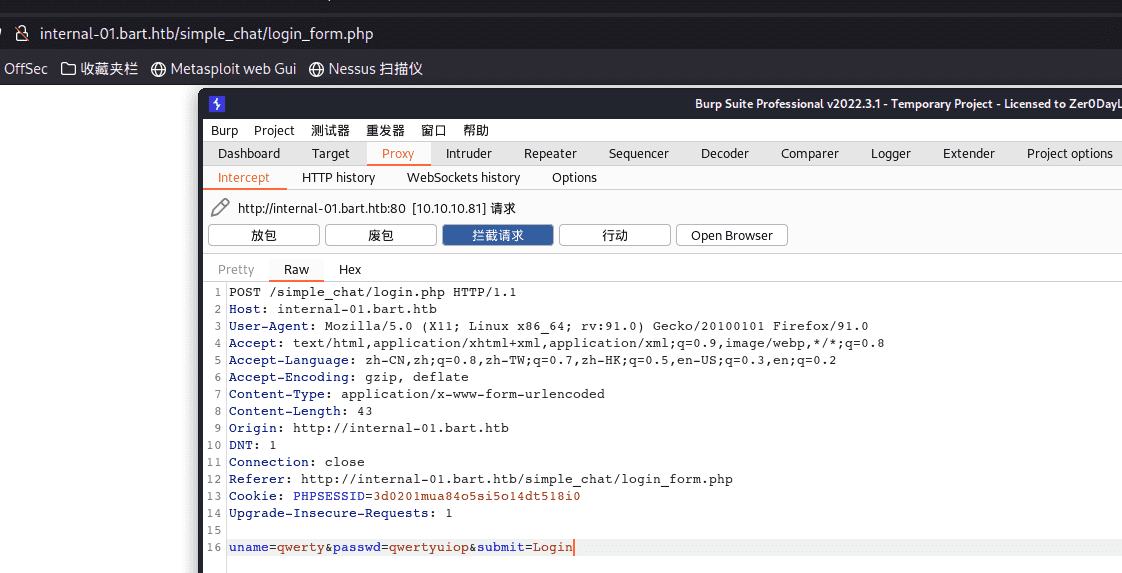 internal-01.bart.htb/simple_chat/login_form.php
OffSec 收藏夹栏 Metasploit web Gui Nessus 扫描仪
Burp Suite Professional v2022.3.1 - Temporary Project - Licensed to Zer0DayL
Burp Project 测试器 重发器 窗口 帮助
Dashboard Target Proxy Intruder Repeater Sequencer Decoder Comparer Logger Extender Project options
Intercept HTTP history WebSockets history Options
http://internal-01.bart.htb:80 [10.10.10.81] 请求
放包 废包 拦截请求 行动 Open Browser
Pretty Raw Hex
1 POST /simple_chat/login.php HTTP/1.1
2 Host: internal-01.bart.htb
3 User-Agent: Mozilla/5.0 (X11; Linux x86_64; rv:91.0) Gecko/20100101 Firefox/91.0
4 Accept: text/html,application/xhtml+xml,application/xml;q=0.9,image/webp,*/*;q=0.8
5 Accept-Language: zh-CN,zh;q=0.8,zh-TW;q=0.7,zh-HK;q=0.5,en-US;q=0.3,en;q=0.2
6 Accept-Encoding: gzip, deflate
7 Content-Type: application/x-www-form-urlencoded
8 Content-Length: 43
9 Origin: http://internal-01.bart.htb
10 DNT: 1
11 Connection: close
12 Referer: http://internal-01.bart.htb/simple_chat/login_form.php
13 Cookie: PHPSESSID=3d0201mua84o5si5o14dt518i0
14 Upgrade-Insecure-Requests: 1
15
16 uname=qwerty&passwd=qwertyuiop&submit=Login